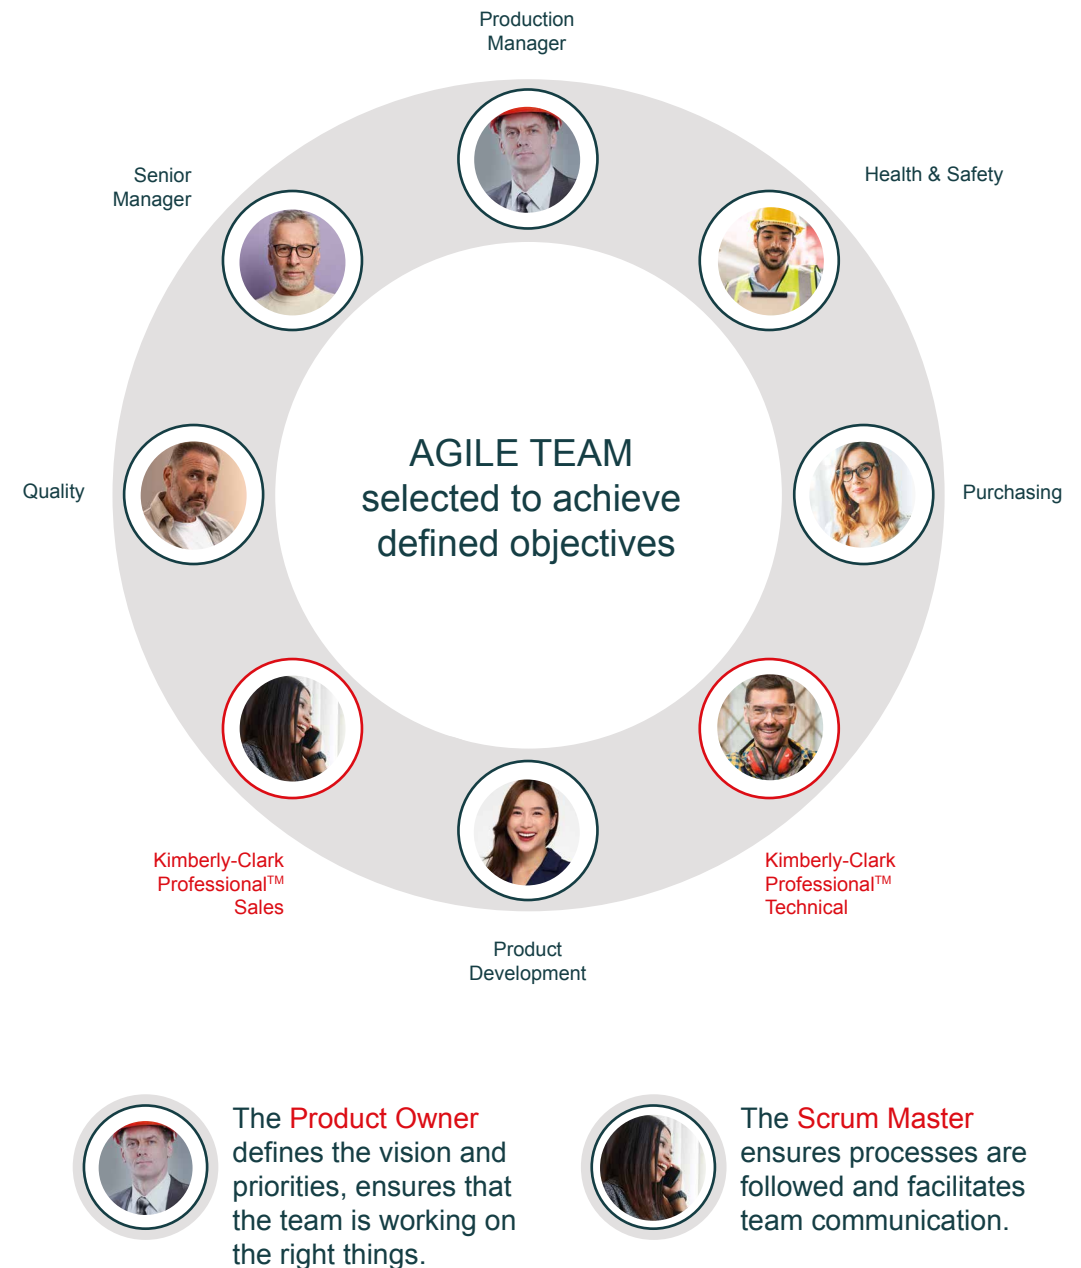 Production
Manager
Senior
Manager
Health & Safety
AGILE TEAM
selected to achieve
defined objectives
Quality
Purchasing
Kimberly-Clark
Professional™
Sales
Kimberly-Clark
Professional™
Technical
Product
Development
The Product Owner
defines the vision and
priorities, ensures that
the team is working on
the right things.
The Scrum Master
ensures processes are
followed and facilitates
team communication.